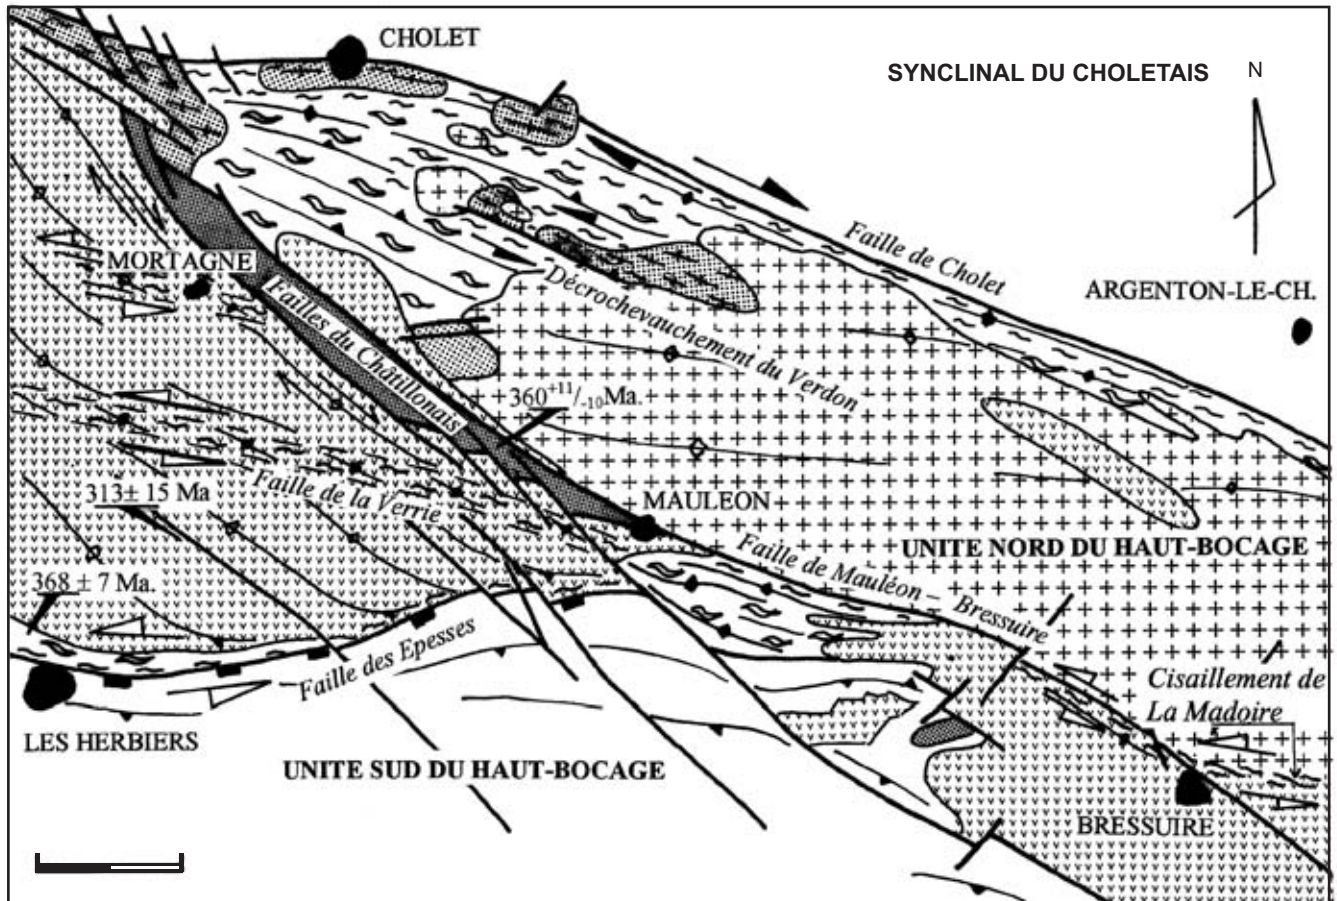 CHOLET
SYNCLINAL DU CHOLETAIS
N
Faille de Cholet
ARGENTON-LE-CH.
MORTAGNE
Failles du Châtillonais
Décrochevauchement du Verdon
360+11/-10Ma.
313± 15 Ma
Faille de la Verrie
MAULEON
UNITE NORD DU HAUT-BOCAGE
Faille de Mauléon – Bressuire
368 ± 7 Ma.
Faille des Epesses
Cisaillement de
La Madoire
LES HERBIERS
UNITE SUD DU HAUT-BOCAGE
BRESSUIRE